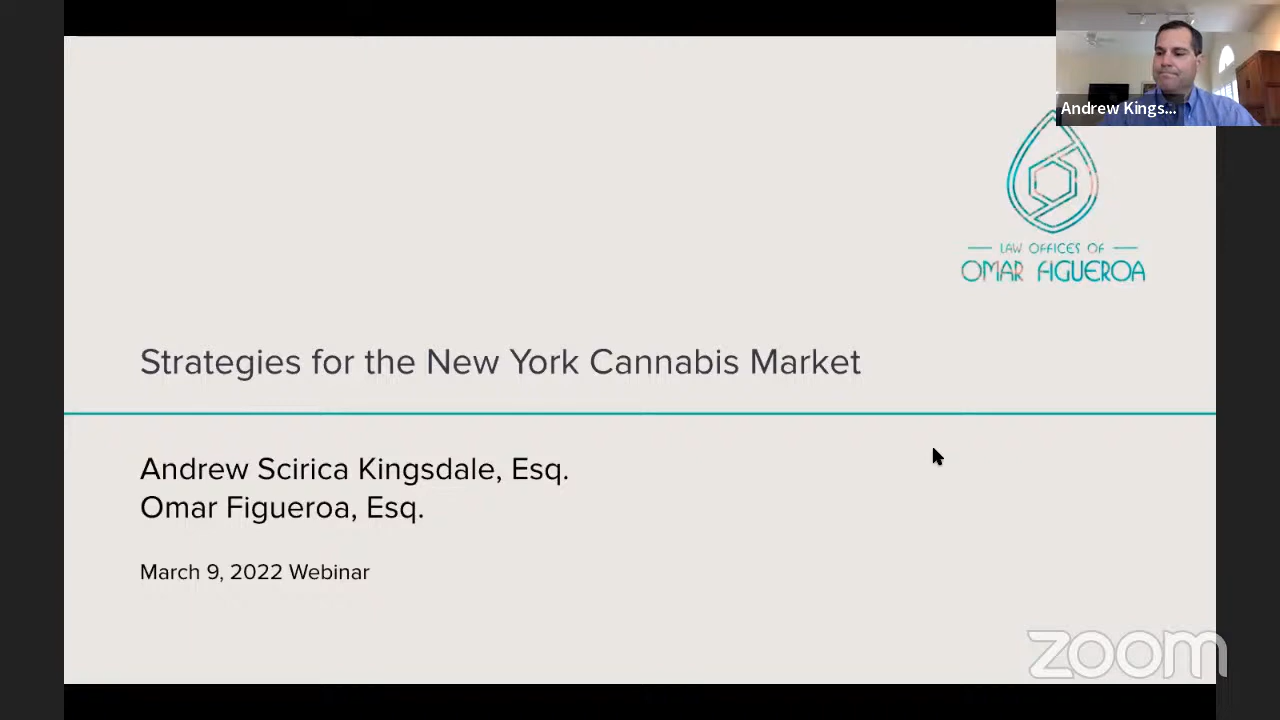 Andrew Kings...
LAW OFFICES OF
OMAR FIGUEROA
Strategies for the New York Cannabis Market
Andrew Scirica Kingsdale, Esq.
Omar Figueroa, Esq.
March 9, 2022 Webinar
zoom